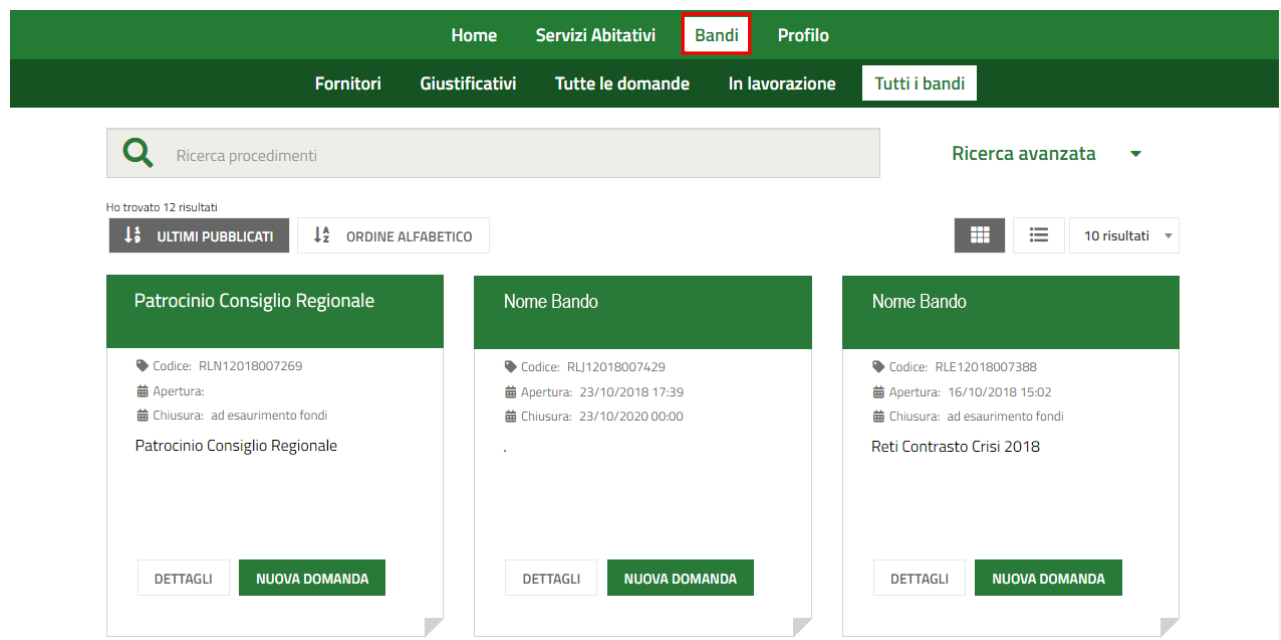 Home Servizi Abitativi Bandi Profilo
Fornitori Giustificativi Tutte le domande In lavorazione Tutti i bandi
Ricerca procedimenti Ricerca avanzata
Ho trovato 12 risultati
ULTIMI PUBBLICATI ORDINE ALFABETICO 10 risultati
Patrocinio Consiglio Regionale
Codice: RLN12018007269
Apertura:
Chiusura: ad esaurimento fondi
Patrocinio Consiglio Regionale
DETTAGLI NUOVA DOMANDA
Nome Bando
Codice: RLJ12018007429
Apertura: 23/10/2018 17:39
Chiusura: 23/10/2020 00:00
.
DETTAGLI NUOVA DOMANDA
Nome Bando
Codice: RLE12018007388
Apertura: 16/10/2018 15:02
Chiusura: ad esaurimento fondi
Reti Contrasto Crisi 2018
DETTAGLI NUOVA DOMANDA